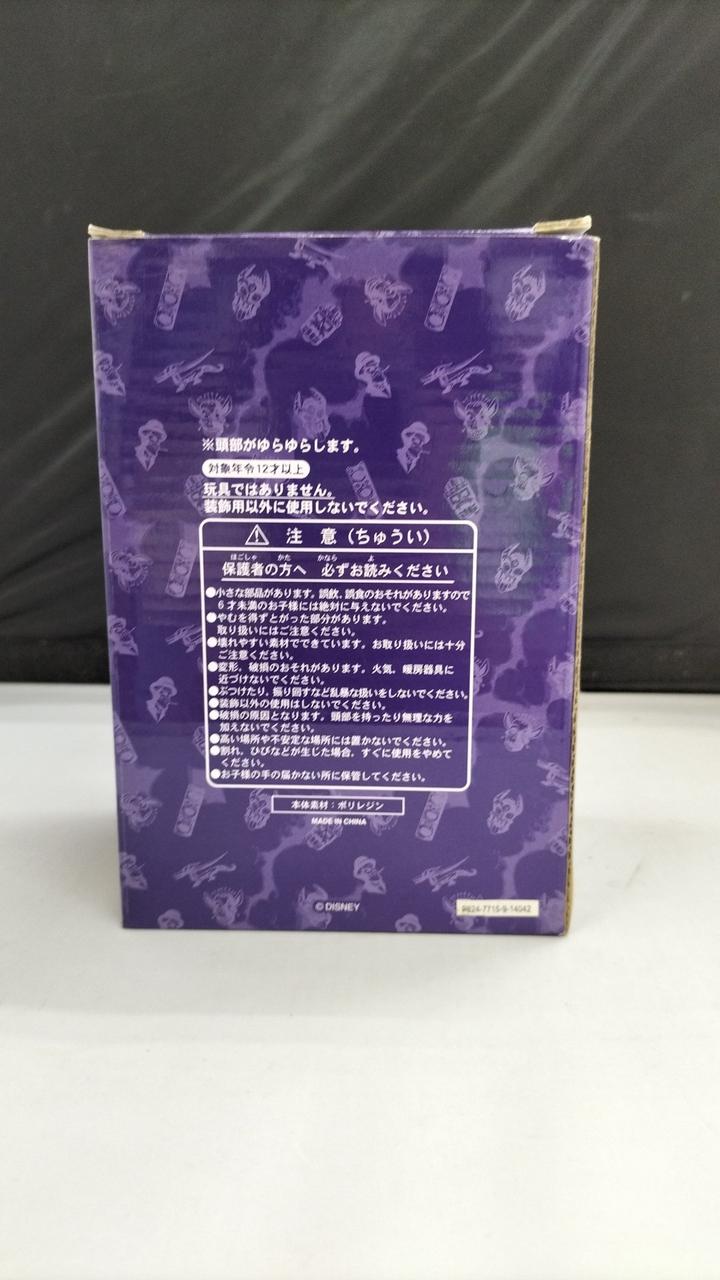 ※頭部がゆらゆらします。
対象年令12才以上
玩具ではありません。
装飾用以外に使用しないでください。
注 意(ちゅうい)
ほごしゃ かた かなら よ
保護者の方へ 必ずお読みください
●小さな部品があります。誤飲、誤食のおそれがありますので
6才未満のお子様には絶対に与えないでください。
●やむを得ずとがった部分があります。
取り扱いにはご注意ください。
●壊れやすい素材でできています。お取り扱いには十分
ご注意ください。
●変形、破損のおそれがあります。火気、暖房器具に
近づけないでください。
●ぶつけたり、振り回すなど乱暴な扱いをしないでください。
●装飾以外の使用はしないでください。
●破損の原因となります。頭部を持ったり無理な力を
加えないでください。
●高い場所や不安定な場所には置かないでください。
●割れ、ひびなどが生じた場合、すぐに使用をやめて
ください。
●お子様の手の届かない所に保管してください。
本体素材:ポリレジン
MADE IN CHINA
© DISNEY
9824-7715-9-14042